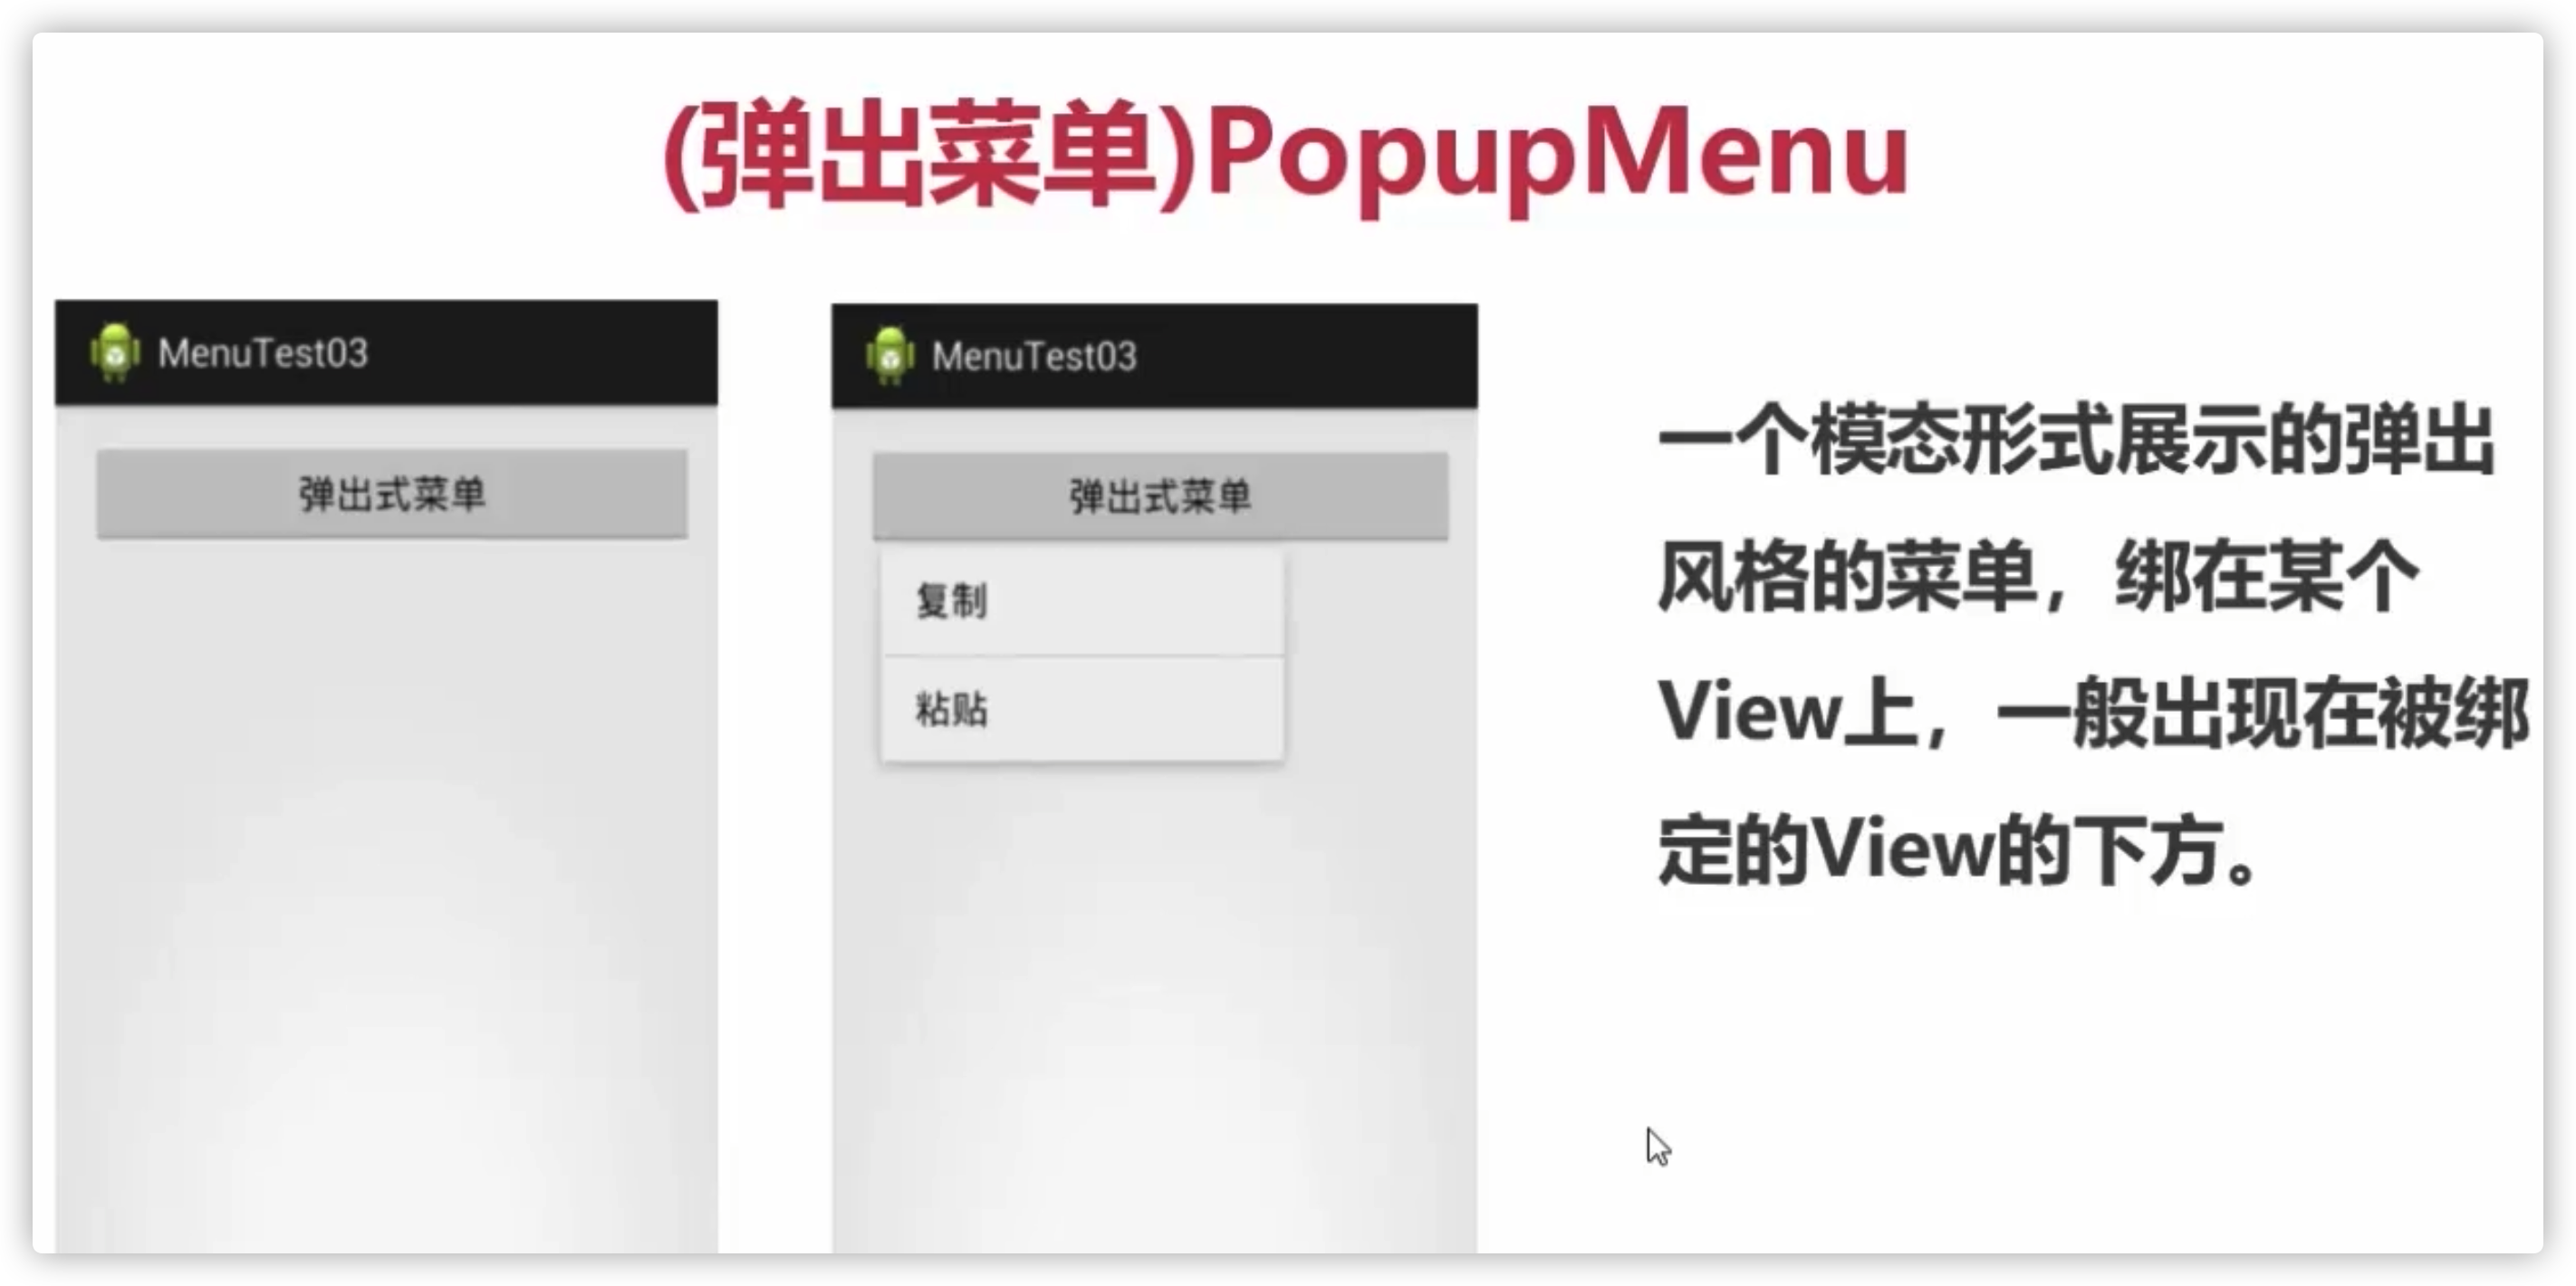 (弹出菜单)PopupMenu
MenuTest03
弹出式菜单
MenuTest03
弹出式菜单
复制
粘贴
一个模态形式展示的弹出
风格的菜单，绑在某个
View上，一般出现在被绑
定的View的下方。